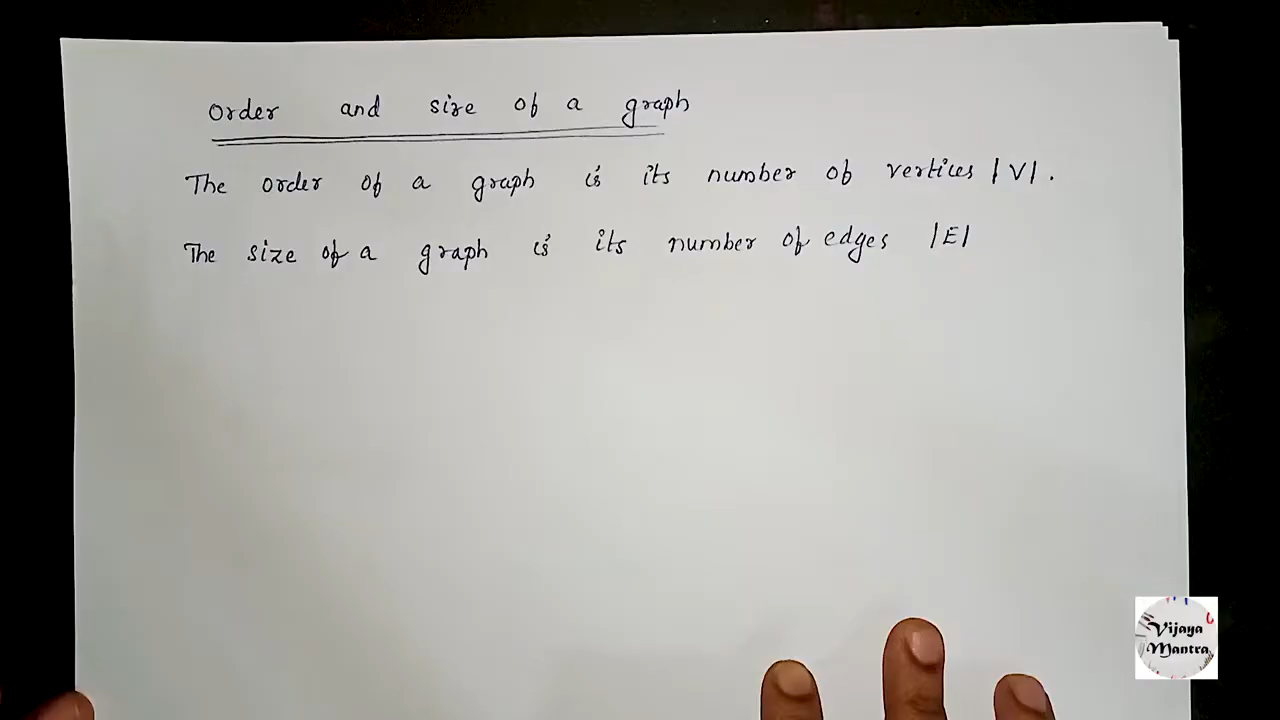 Order and size of a graph
The order of a graph is its number of vertices |V|.
The size of a graph is its number of edges |E|
Vijaya
Mantra